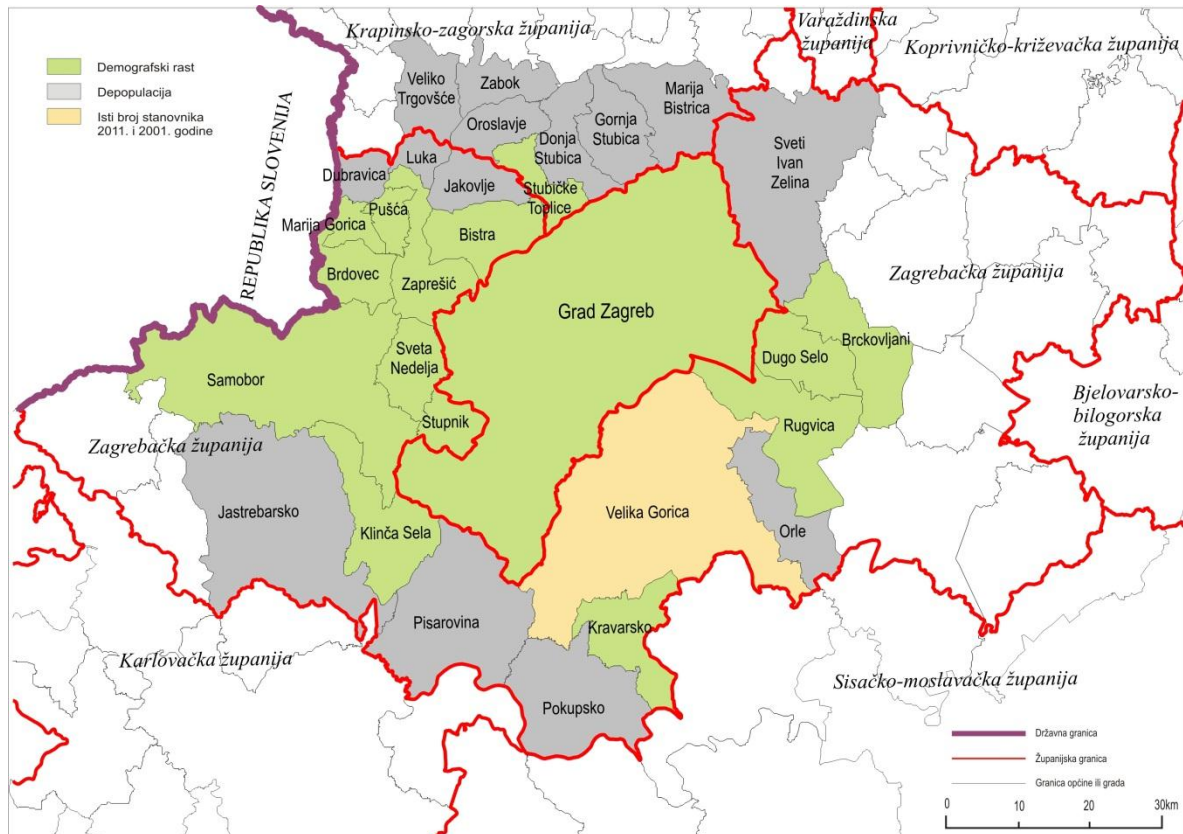 Krapinsko-zagorska županija
Varaždinska
županija
Koprivničko-križevačka županija
Demografski rast
Depopulacija
Isti broj stanovnika
2011. i 2001. godine
REPUBLIKA SLOVENIJA
Veliko
Trgovšće
Zabok
Marija
Bistrica
Oroslavje
Gornja
Stubica
Donja
Stubica
Sveti
Ivan
Zelina
Luka
Dubravica
Jakovlje
Stubičke
Toplice
Pušća
Marija Gorica
Bistra
Brdovec
Zaprešić
Zagrebačka županija
Grad Zagreb
Brckovljani
Dugo Selo
Sveta
Nedelja
Samobor
Stupnik
Rugvica
Bjelovarsko-
bilogorska
županija
Zagrebačka županija
Jastrebarsko
Velika Gorica
Klinča Sela
Orle
Pisarovina
Kravarsko
Karlovačka županija
Sisačko-moslavačka županija
Pokupsko
Državna granica
Županijska granica
Granica općine ili grada
0 10 20 30km